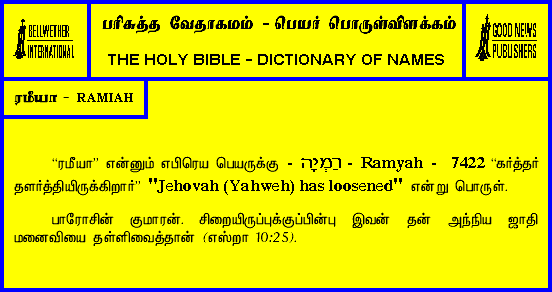 BELLWETHER
INTERNATIONAL
பரிசுத்த வேதாகமம் - பெயர் பொருள்விளக்கம்
THE HOLY BIBLE - DICTIONARY OF NAMES
GOOD NEWS
PUBLISHERS
ரமீயா - RAMIAH
“ரமீயா” என்னும் எபிரெய பெயருக்கு - רַמְיָה - Ramyah - 7422 “கர்த்தர்
தளர்த்தியிருக்கிறார்” "Jehovah (Yahweh) has loosened" என்று பொருள்.
பாரோசின் குமாரன். சிறையிருப்புக்குப்பின்பு இவன் தன் அந்நிய ஜாதி
மனைவியை தள்ளிவைத்தான் (எஸ்றா 10:25).